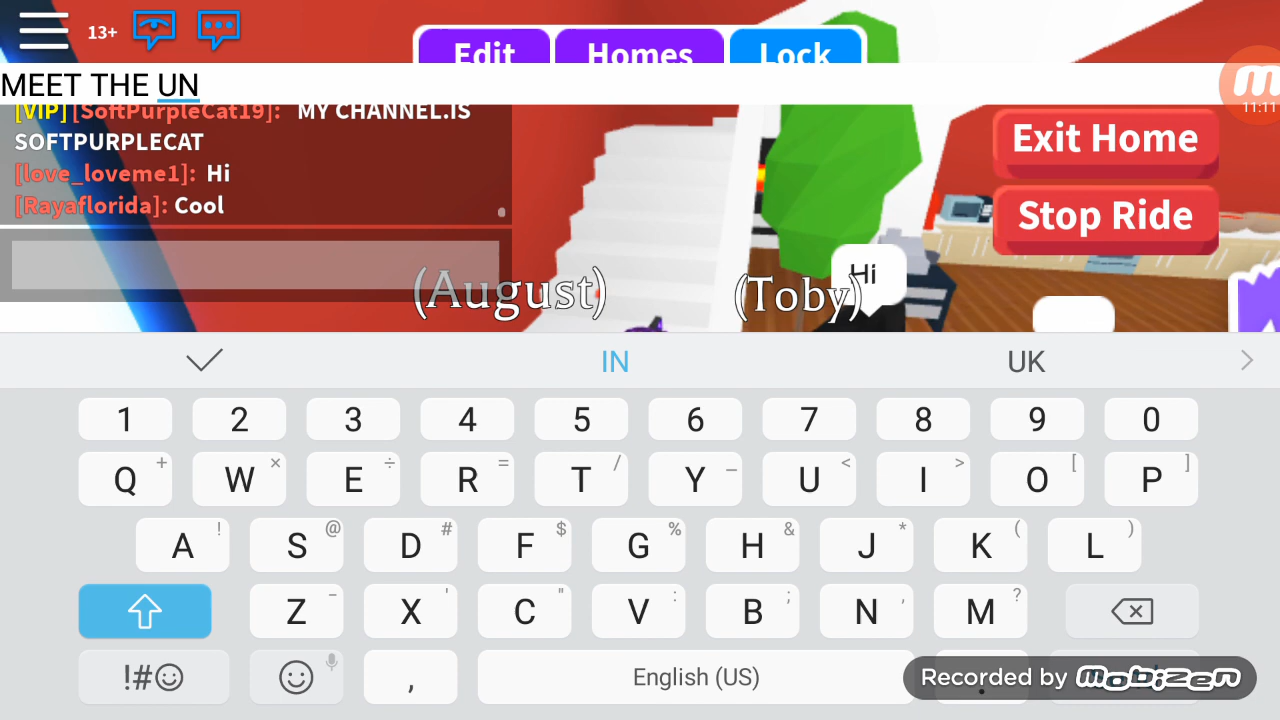 13+
Edit Homes Lock
MEET THE UN
11:11
[VIP] [SoftPurpleCat19]: MY CHANNEL.IS
SOFTPURPLECAT
[love_loveme1]: Hi
[Rayaflorida]: Cool
Exit Home
Stop Ride
Hi
(August) (Toby)
IN UK
1 2 3 4 5 6 7 8 9 0
Q + W × E ÷ R = T / Y _ U < I > O [ P ]
A ! S @ D # F $ G % H & J * K ( L )
Z - X ' C " V : B ; N , M ?
!#☺ , English (US) .
Recorded by mobizen